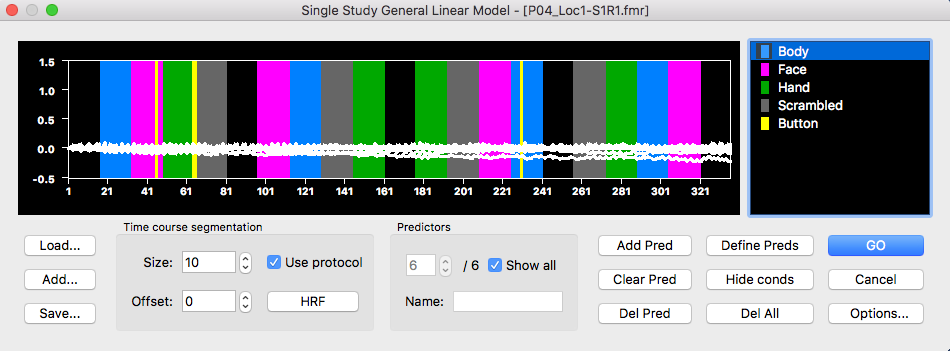 Single Study General Linear Model - [P04_Loc1-S1R1.fmr]
1.5
1.0
0.5
0.0
-0.5
1 21 41 61 81 101 121 141 161 181 201 221 241 261 281 301 321
Body
Face
Hand
Scrambled
Button
Load...
Add...
Save...
Time course segmentation
Size: 10 Use protocol
Offset: 0 HRF
Predictors
6 / 6 Show all
Name:
Add Pred Define Preds GO
Clear Pred Hide conds Cancel
Del Pred Del All Options...